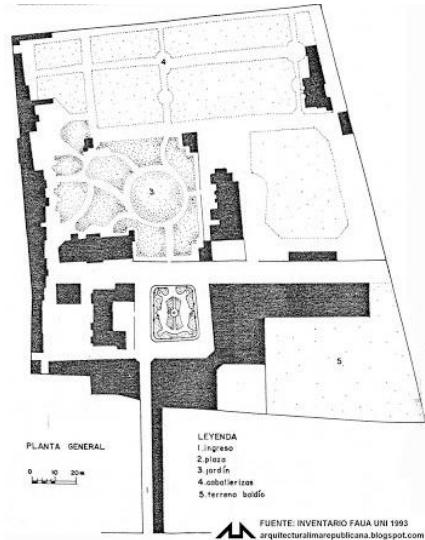 4
3
5
PLANTA GENERAL
0 10 20m
LEYENDA
1. ingreso
2. plaza
3. jardín
4. caballerizas
5. terreno baldío
FUENTE: INVENTARIO FAUA UNI 1993
arquitecturalimarepublicana.blogspot.com